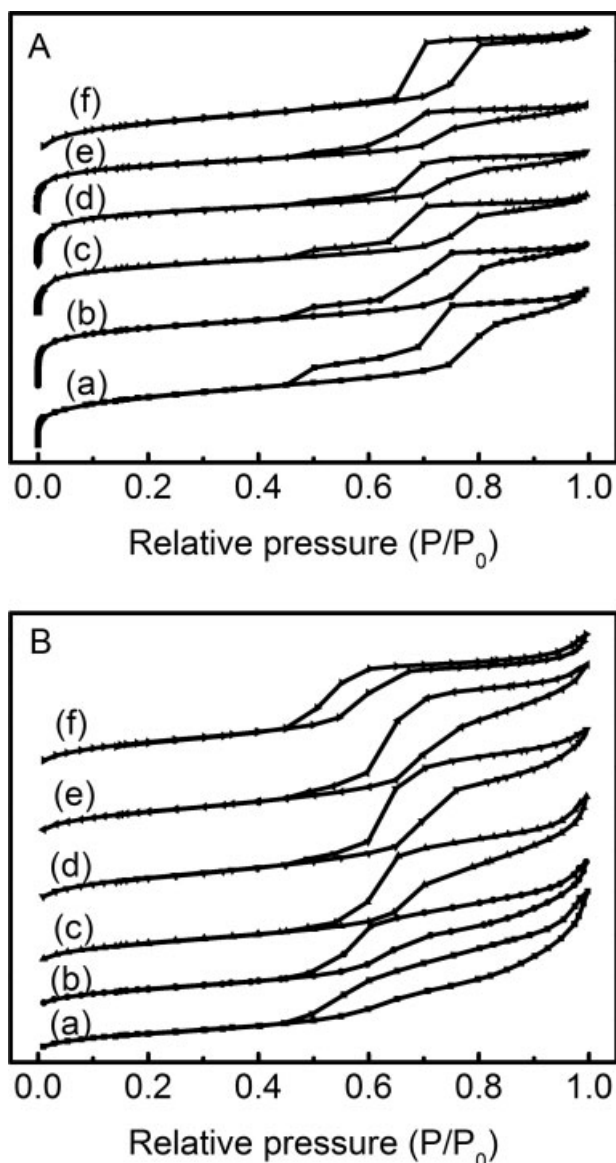 A
(f)
(e)
(d)
(c)
(b)
(a)
0.0 0.2 0.4 0.6 0.8 1.0
Relative pressure (P/P₀)
B
(f)
(e)
(d)
(c)
(b)
(a)
0.0 0.2 0.4 0.6 0.8 1.0
Relative pressure (P/P₀)